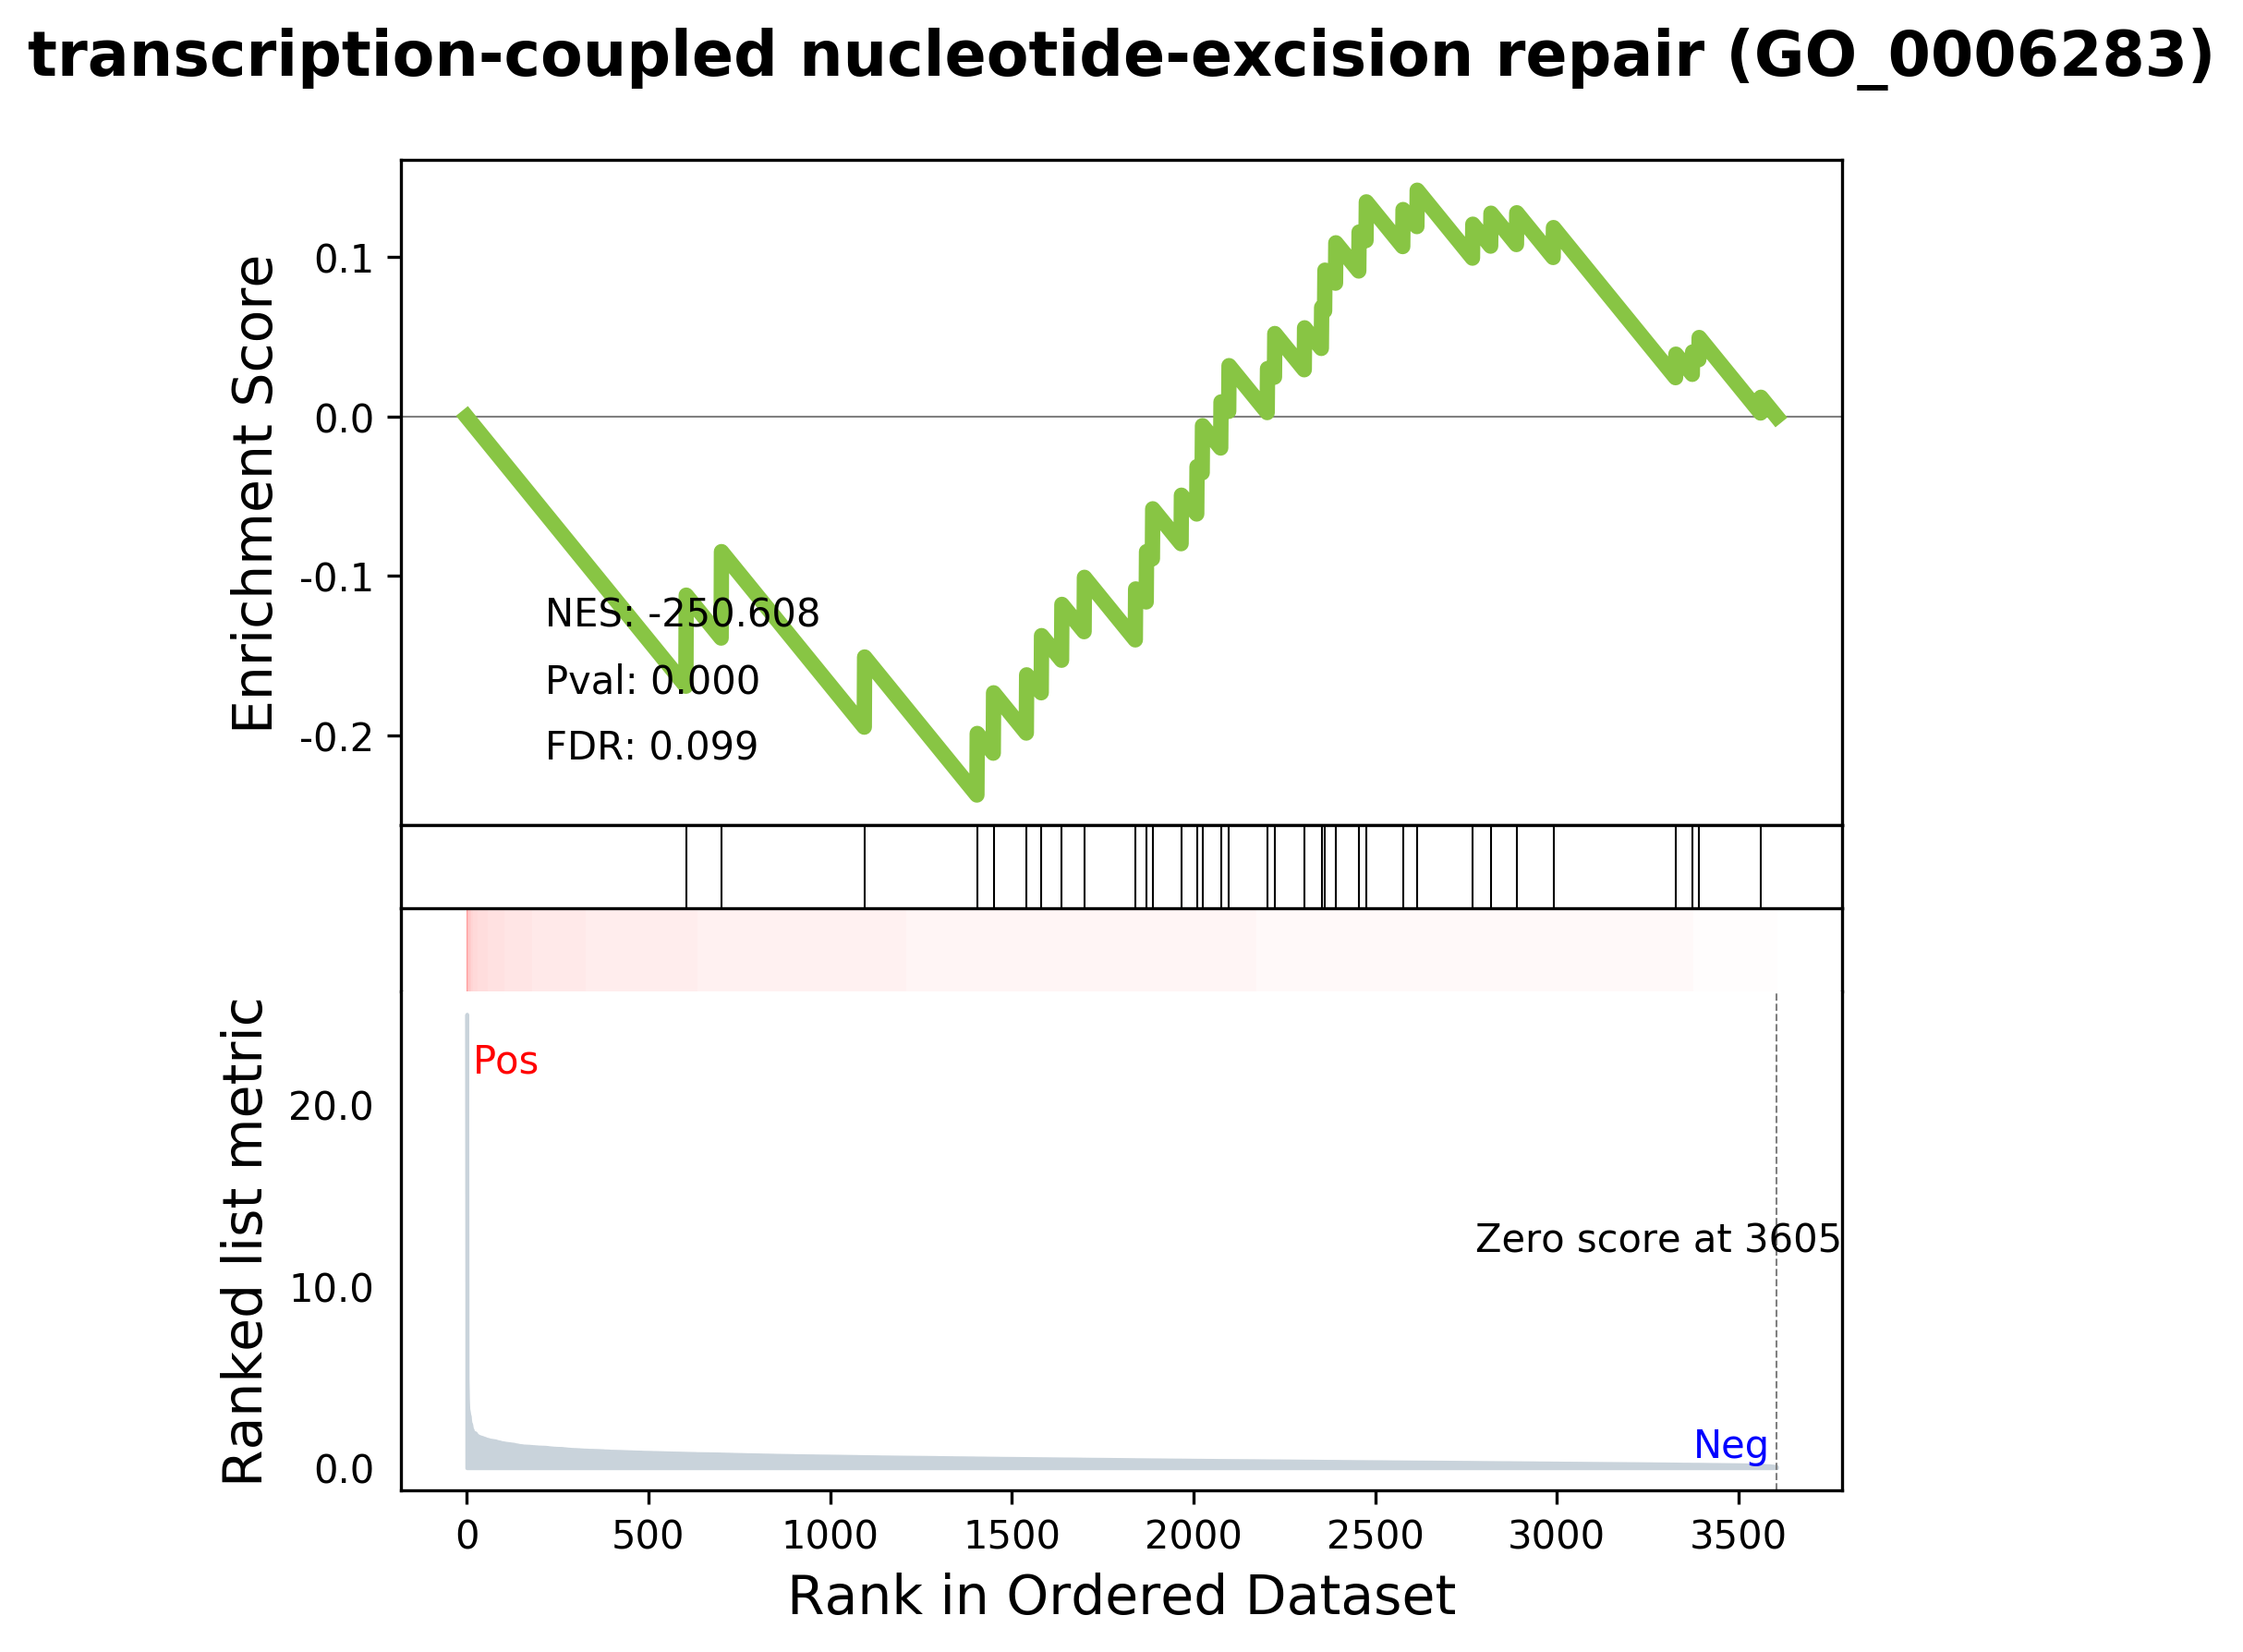 transcription-coupled nucleotide-excision repair (GO_0006283)
Enrichment Score
0.1
0.0
-0.1
-0.2
NES: -250.608
Pval: 0.000
FDR: 0.099
Ranked list metric
20.0
10.0
0.0
Pos
Zero score at 3605
Neg
0 500 1000 1500 2000 2500 3000 3500
Rank in Ordered Dataset